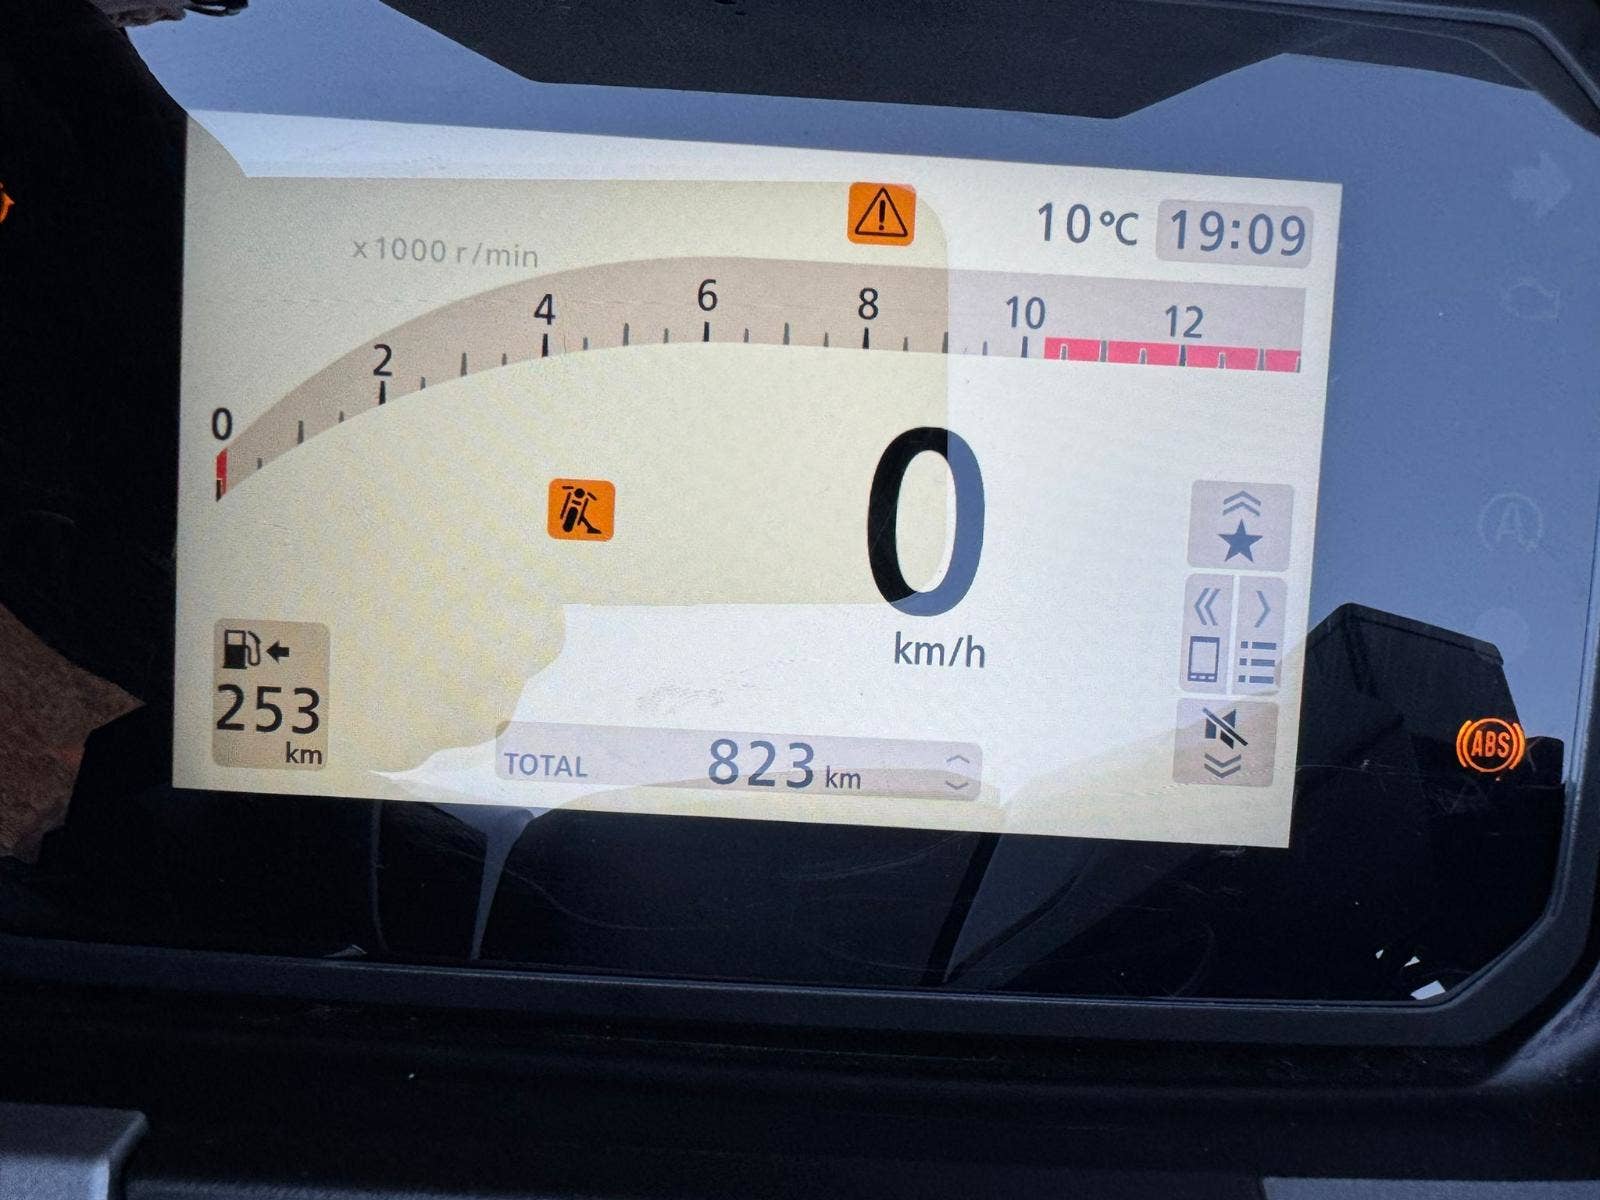 10°C 19:09
x1000 r/min
0 2 4 6 8 10 12
0
km/h
253
km
TOTAL 823 km
A
ABS